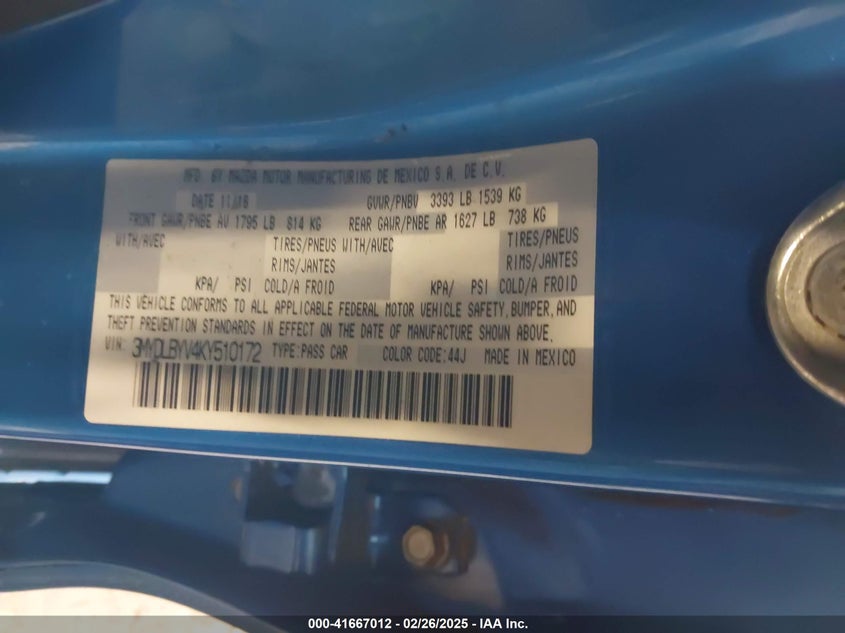 MFD. BY MAZDA MOTOR MANUFACTURING DE MEXICO S.A. DE C.V.
DATE 11/18 GVWR/PNBV 3393 LB 1539 KG
FRONT GAWR/PNBE AV 1795 LB 814 KG REAR GAWR/PNBE AR 1627 LB 738 KG
WITH/AVEC TIRES/PNEUS WITH/AVEC TIRES/PNEUS
RIMS/JANTES RIMS/JANTES
KPA/ PSI COLD/A FROID KPA/ PSI COLD/A FROID
THIS VEHICLE CONFORMS TO ALL APPLICABLE FEDERAL MOTOR VEHICLE SAFETY, BUMPER, AND
THEFT PREVENTION STANDARDS IN EFFECT ON THE DATE OF MANUFACTURE SHOWN ABOVE.
VIN: 3MYDLBYV4KY510172 TYPE:PASS CAR COLOR CODE:44J MADE IN MEXICO
000-41667012 - 02/26/2025 - IAA Inc.